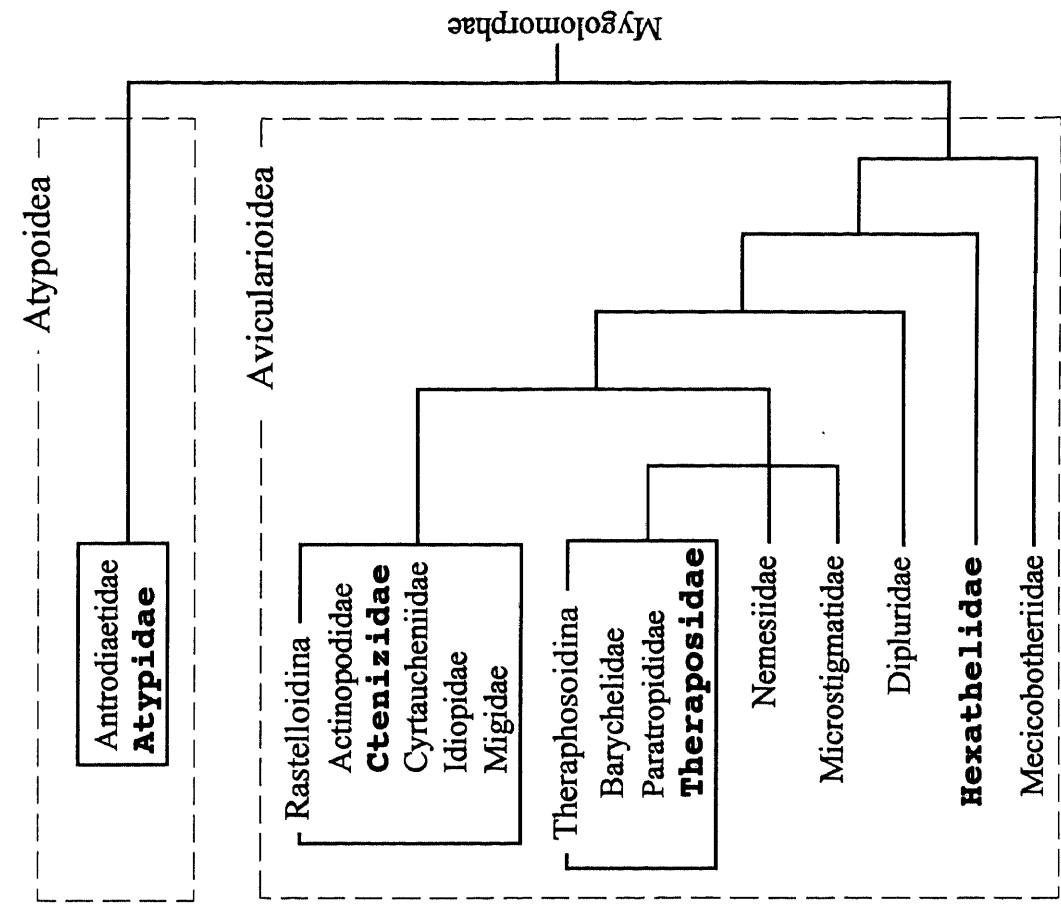 Mygolomorphae
Atypoidea
Antrodiaetidae
Atypidae
Avicularioidea
Rastelloidina
Actinopodidae
Ctenizidae
Cyrtaucheniidae
Idiopidae
Migidae
Theraphosoidina
Barychelidae
Paratropididae
Theraposidae
Nemesiidae
Microstigmatidae
Dipluridae
Hexathelidae
Mecicobotheriidae